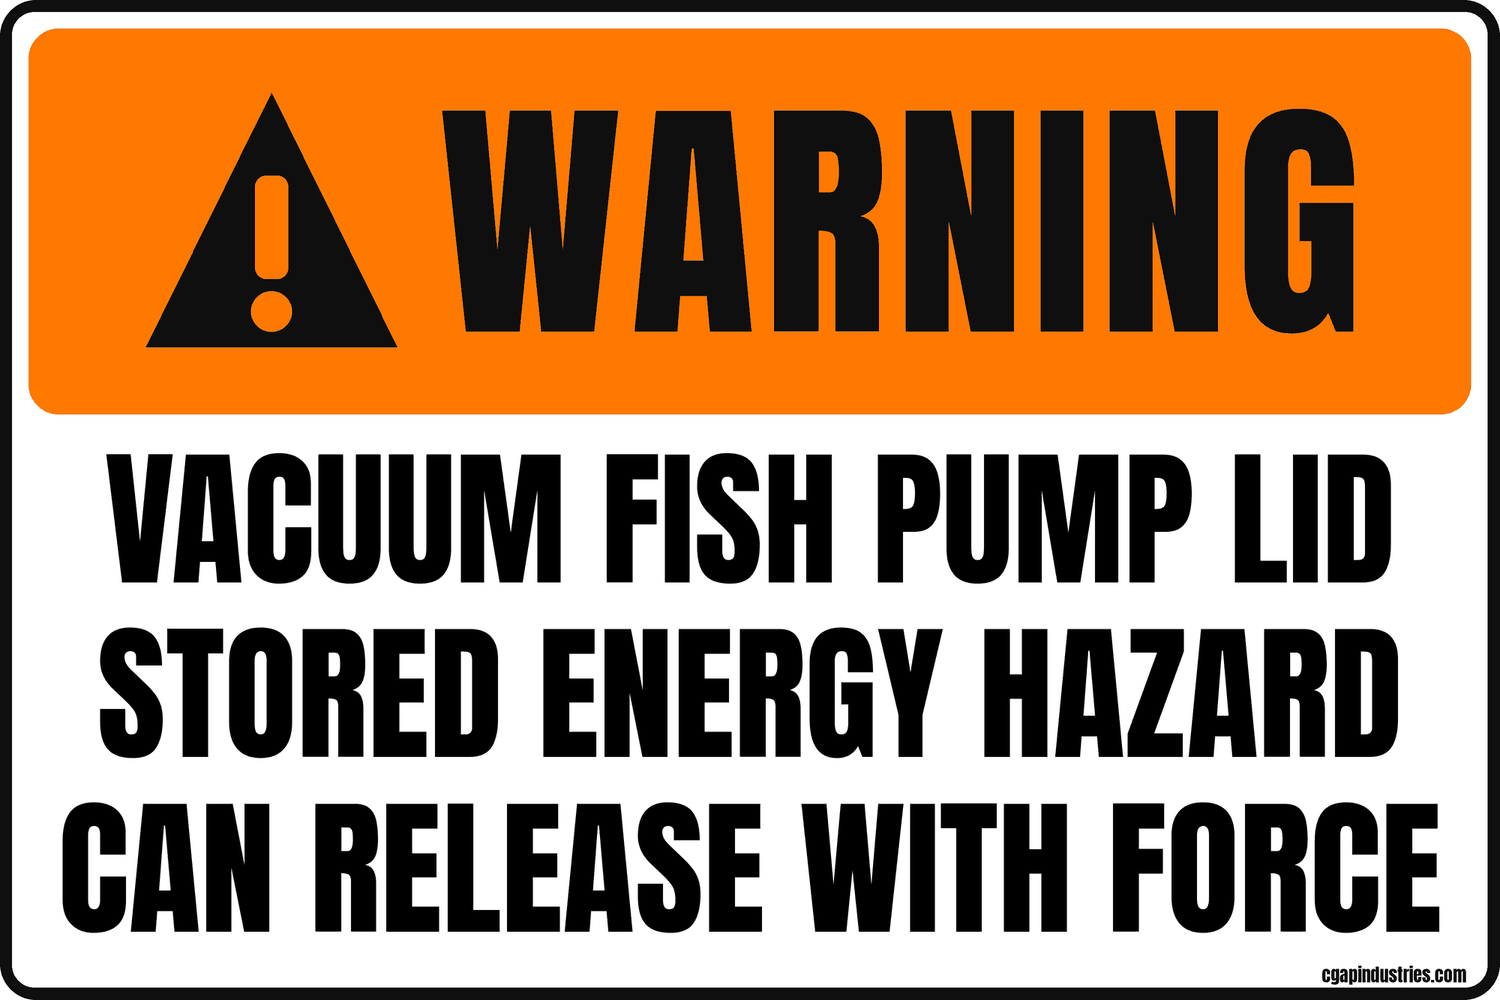 WARNING
VACUUM FISH PUMP LID
STORED ENERGY HAZARD
CAN RELEASE WITH FORCE
cgapindustries.com